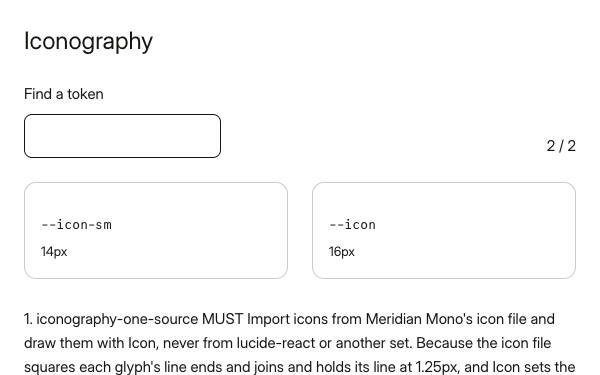 Iconography
Find a token
2 / 2
--icon-sm
14px
--icon
16px
1. iconography-one-source MUST Import icons from Meridian Mono's icon file and
draw them with Icon, never from lucide-react or another set. Because the icon file
squares each glyph's line ends and joins and holds its line at 1.25px, and Icon sets the